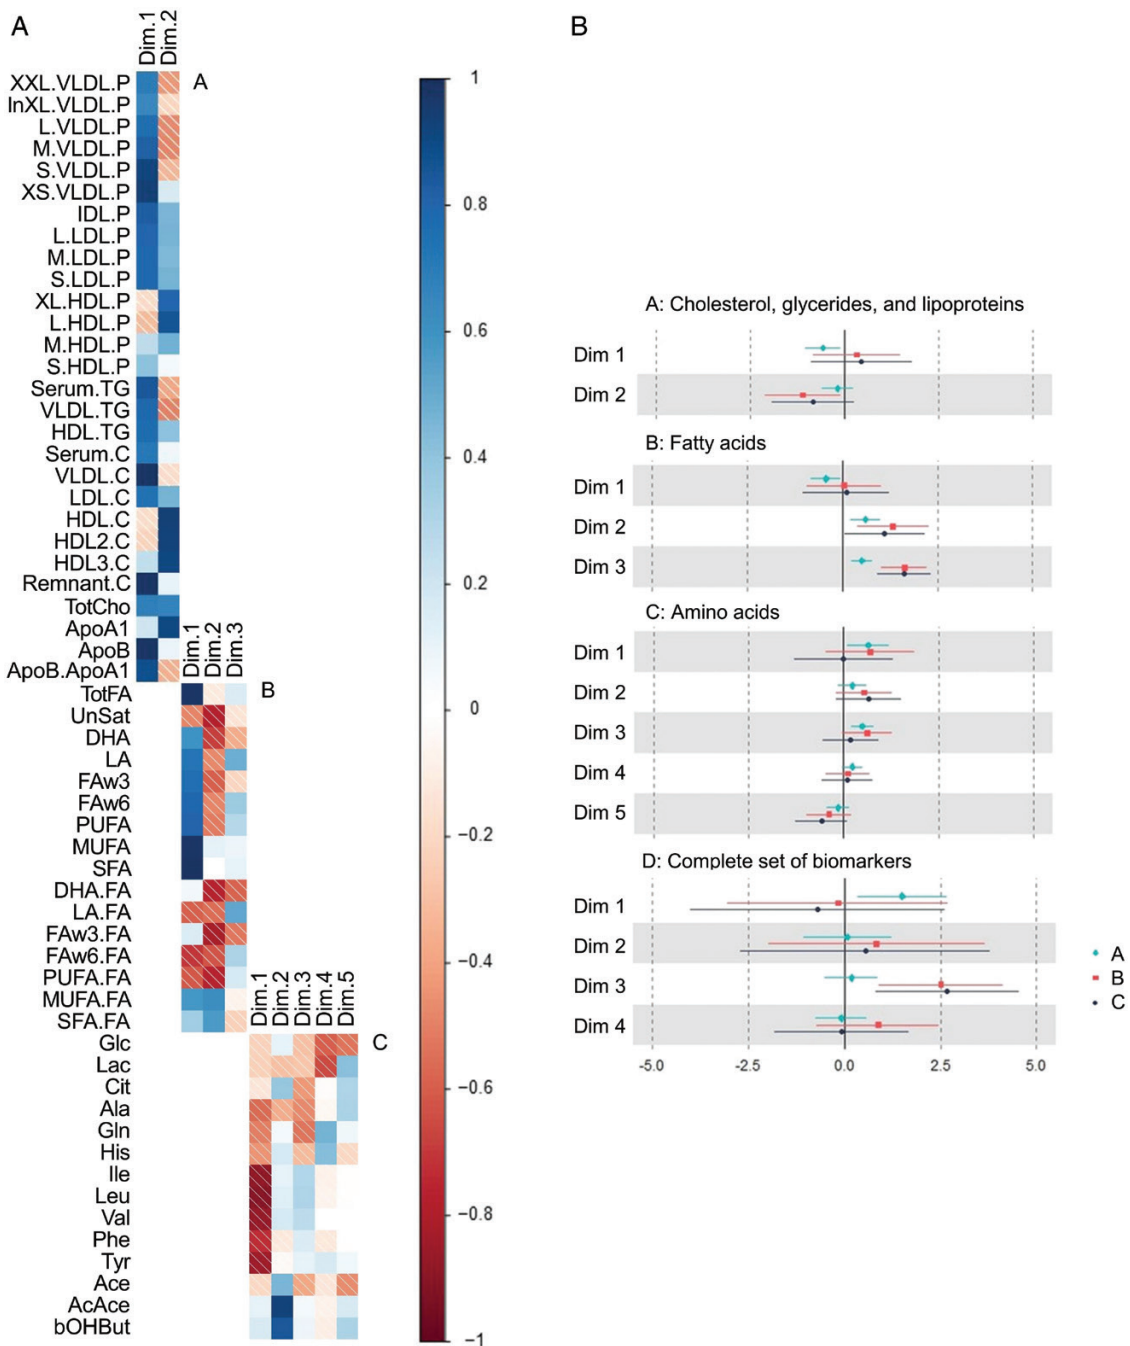 A
B
Dim.1
Dim.2
XXL.VLDL.P
A
lnXL.VLDL.P
L.VLDL.P
M.VLDL.P
S.VLDL.P
XS.VLDL.P
IDL.P
L.LDL.P
M.LDL.P
S.LDL.P
XL.HDL.P
L.HDL.P
M.HDL.P
S.HDL.P
Serum.TG
VLDL.TG
HDL.TG
Serum.C
VLDL.C
LDL.C
HDL.C
HDL2.C
HDL3.C
Remnant.C
TotCho
ApoA1
ApoB
ApoB.ApoA1
Dim.1
Dim.2
Dim.3
TotFA
B
UnSat
DHA
LA
FAw3
FAw6
PUFA
MUFA
SFA
DHA.FA
LA.FA
FAw3.FA
FAw6.FA
PUFA.FA
MUFA.FA
SFA.FA
Dim.1
Dim.2
Dim.3
Dim.4
Dim.5
Glc
C
Lac
Cit
Ala
Gln
His
Ile
Leu
Val
Phe
Tyr
Ace
AcAce
bOHBut
1
0.8
0.6
0.4
0.2
0
−0.2
−0.4
−0.6
−0.8
−1
A: Cholesterol, glycerides, and lipoproteins
Dim 1
Dim 2
B: Fatty acids
Dim 1
Dim 2
Dim 3
C: Amino acids
Dim 1
Dim 2
Dim 3
Dim 4
Dim 5
D: Complete set of biomarkers
Dim 1
Dim 2
Dim 3
Dim 4
-5.0 -2.5 0.0 2.5 5.0
A
B
C